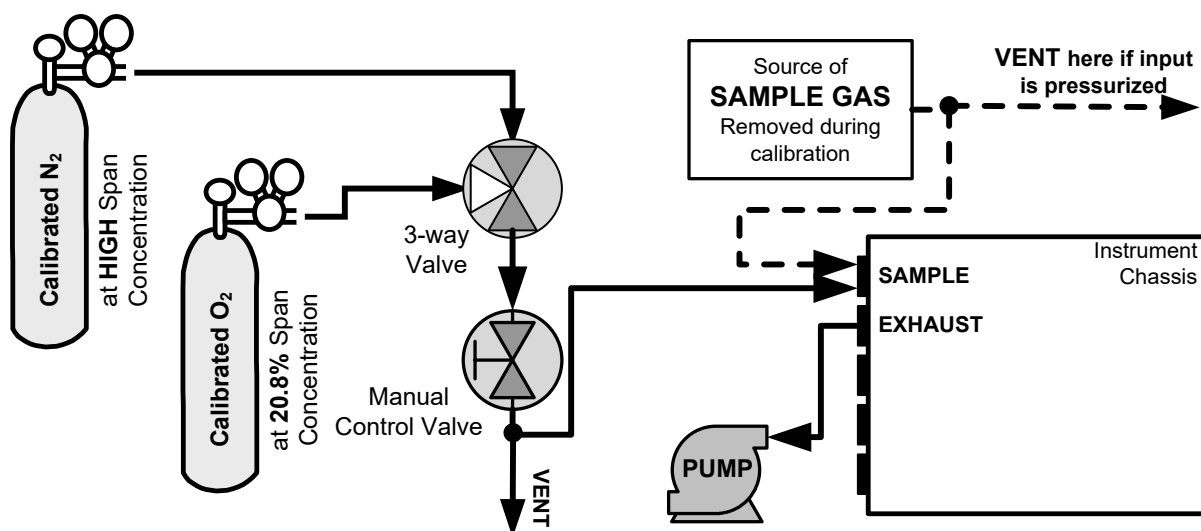 Calibrated N₂
at HIGH Span
Concentration
Calibrated O₂
at 20.8% Span
Concentration
3-way
Valve
Manual
Control Valve
VENT
Source of
SAMPLE GAS
Removed during
calibration
VENT here if input
is pressurized
Instrument
Chassis
SAMPLE
EXHAUST
PUMP